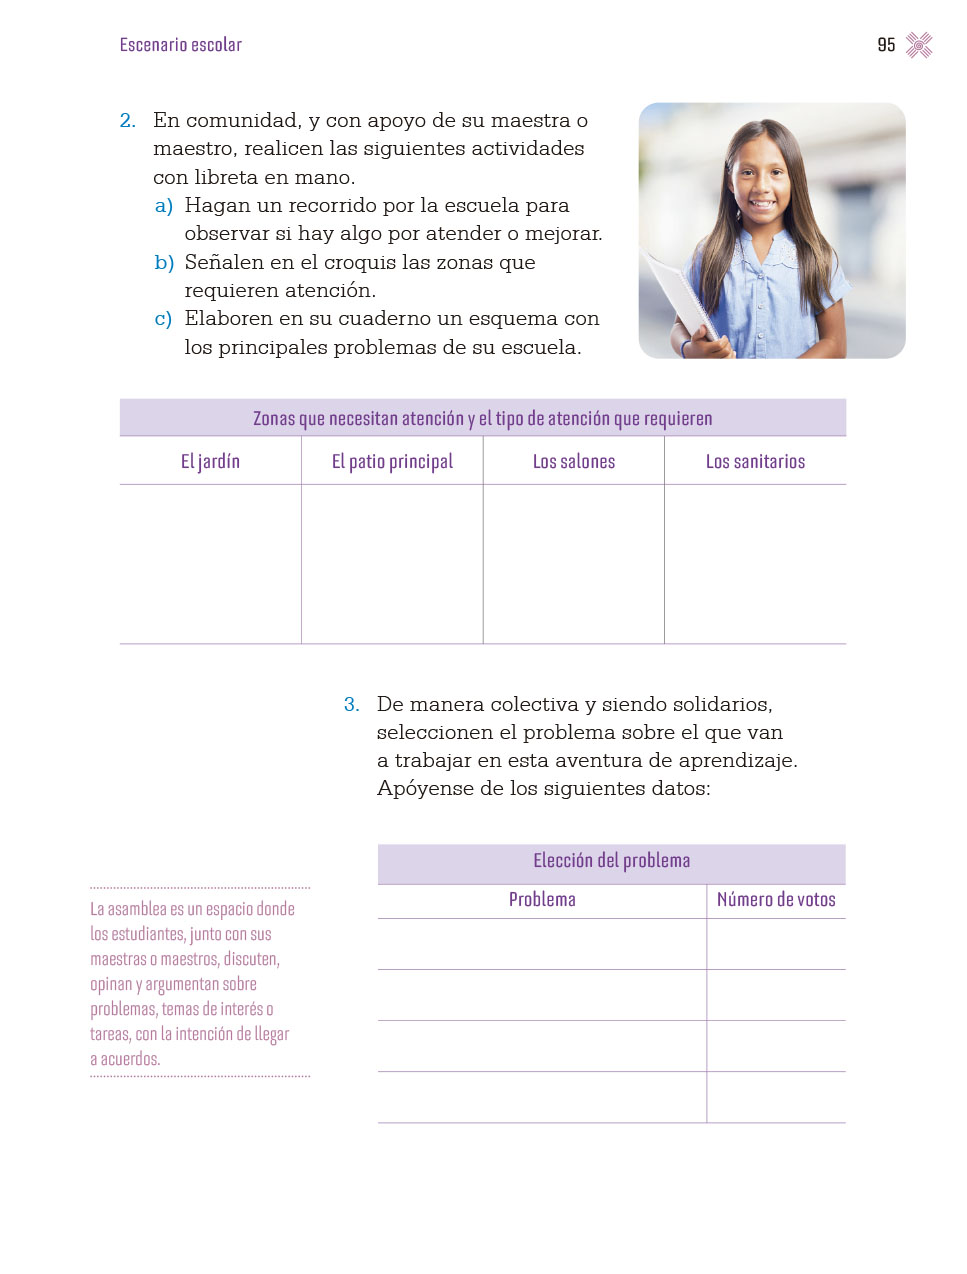 Escenario escolar
95
2. En comunidad, y con apoyo de su maestra o
maestro, realicen las siguientes actividades
con libreta en mano.
a) Hagan un recorrido por la escuela para
observar si hay algo por atender o mejorar.
b) Señalen en el croquis las zonas que
requieren atención.
c) Elaboren en su cuaderno un esquema con
los principales problemas de su escuela.
Zonas que necesitan atención y el tipo de atención que requieren
El jardín
El patio principal
Los salones
Los sanitarios
3. De manera colectiva y siendo solidarios,
seleccionen el problema sobre el que van
a trabajar en esta aventura de aprendizaje.
Apóyense de los siguientes datos:
Elección del problema
Problema
Número de votos
La asamblea es un espacio donde
los estudiantes, junto con sus
maestras o maestros, discuten,
opinan y argumentan sobre
problemas, temas de interés o
tareas, con la intención de llegar
a acuerdos.